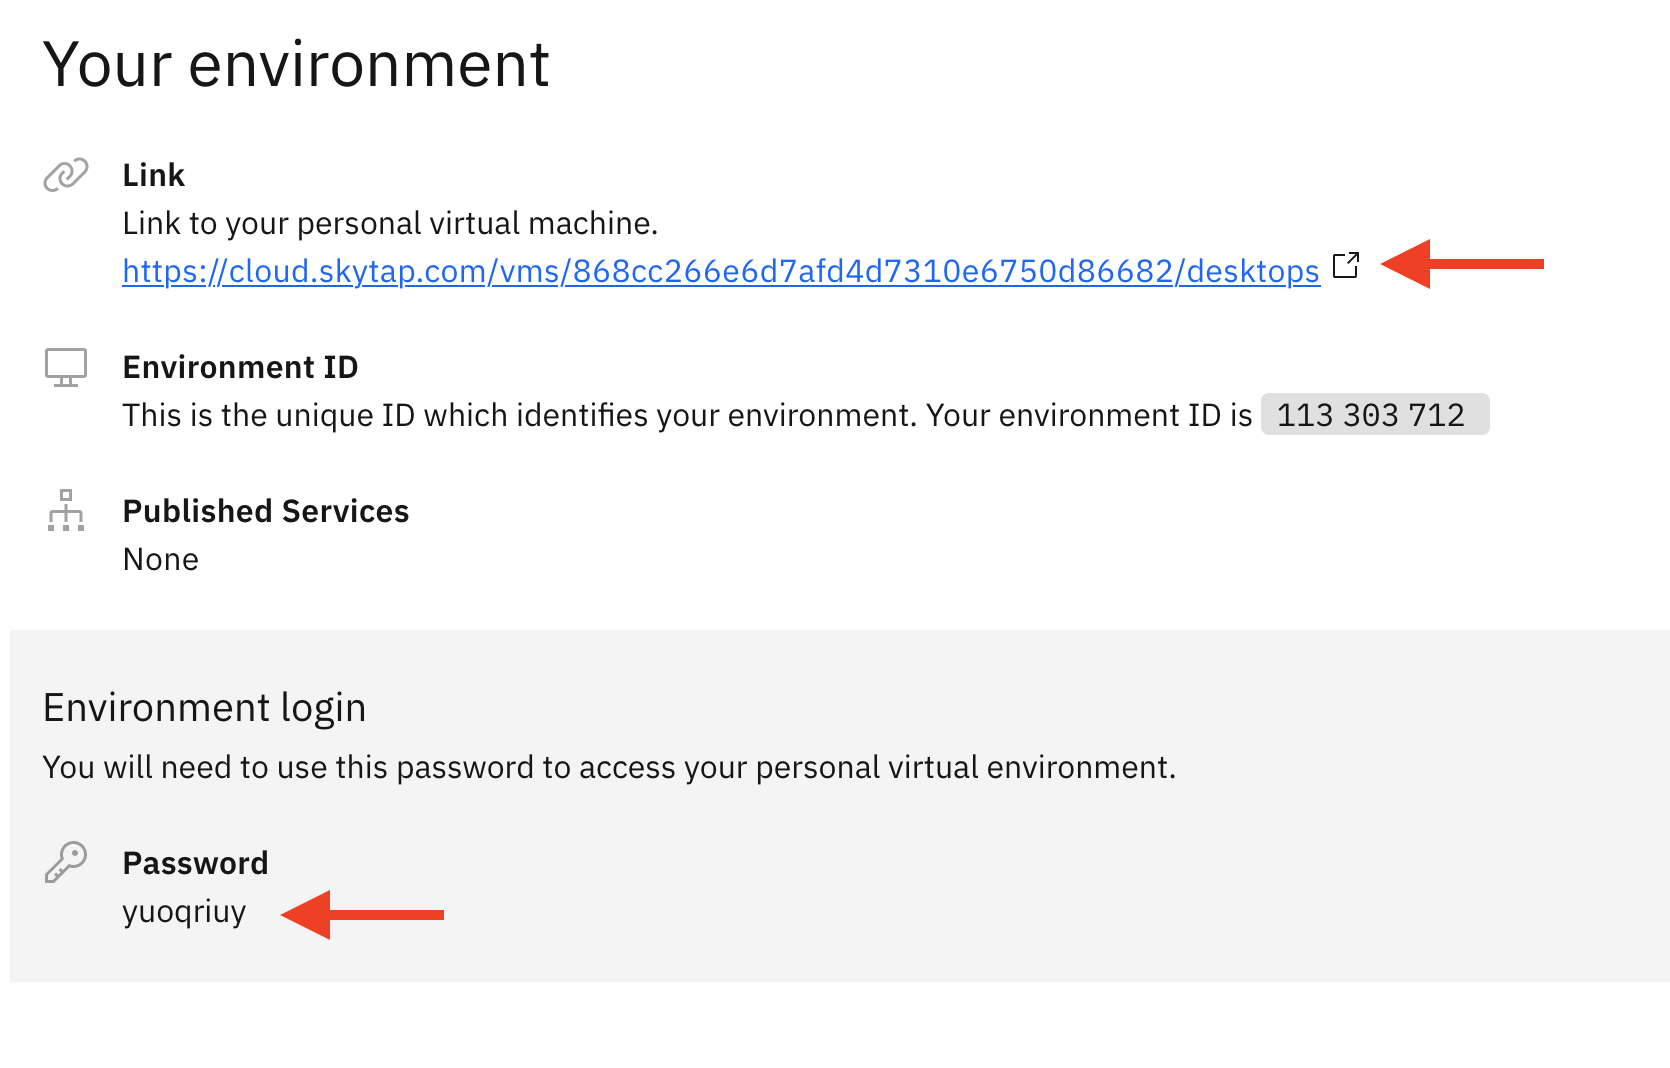 Your environment
Link
Link to your personal virtual machine.
https://cloud.skytap.com/vms/868cc266e6d7afd4d7310e6750d86682/desktops
Environment ID
This is the unique ID which identifies your environment. Your environment ID is 113 303 712
Published Services
None
Environment login
You will need to use this password to access your personal virtual environment.
Password
yuoqriuy